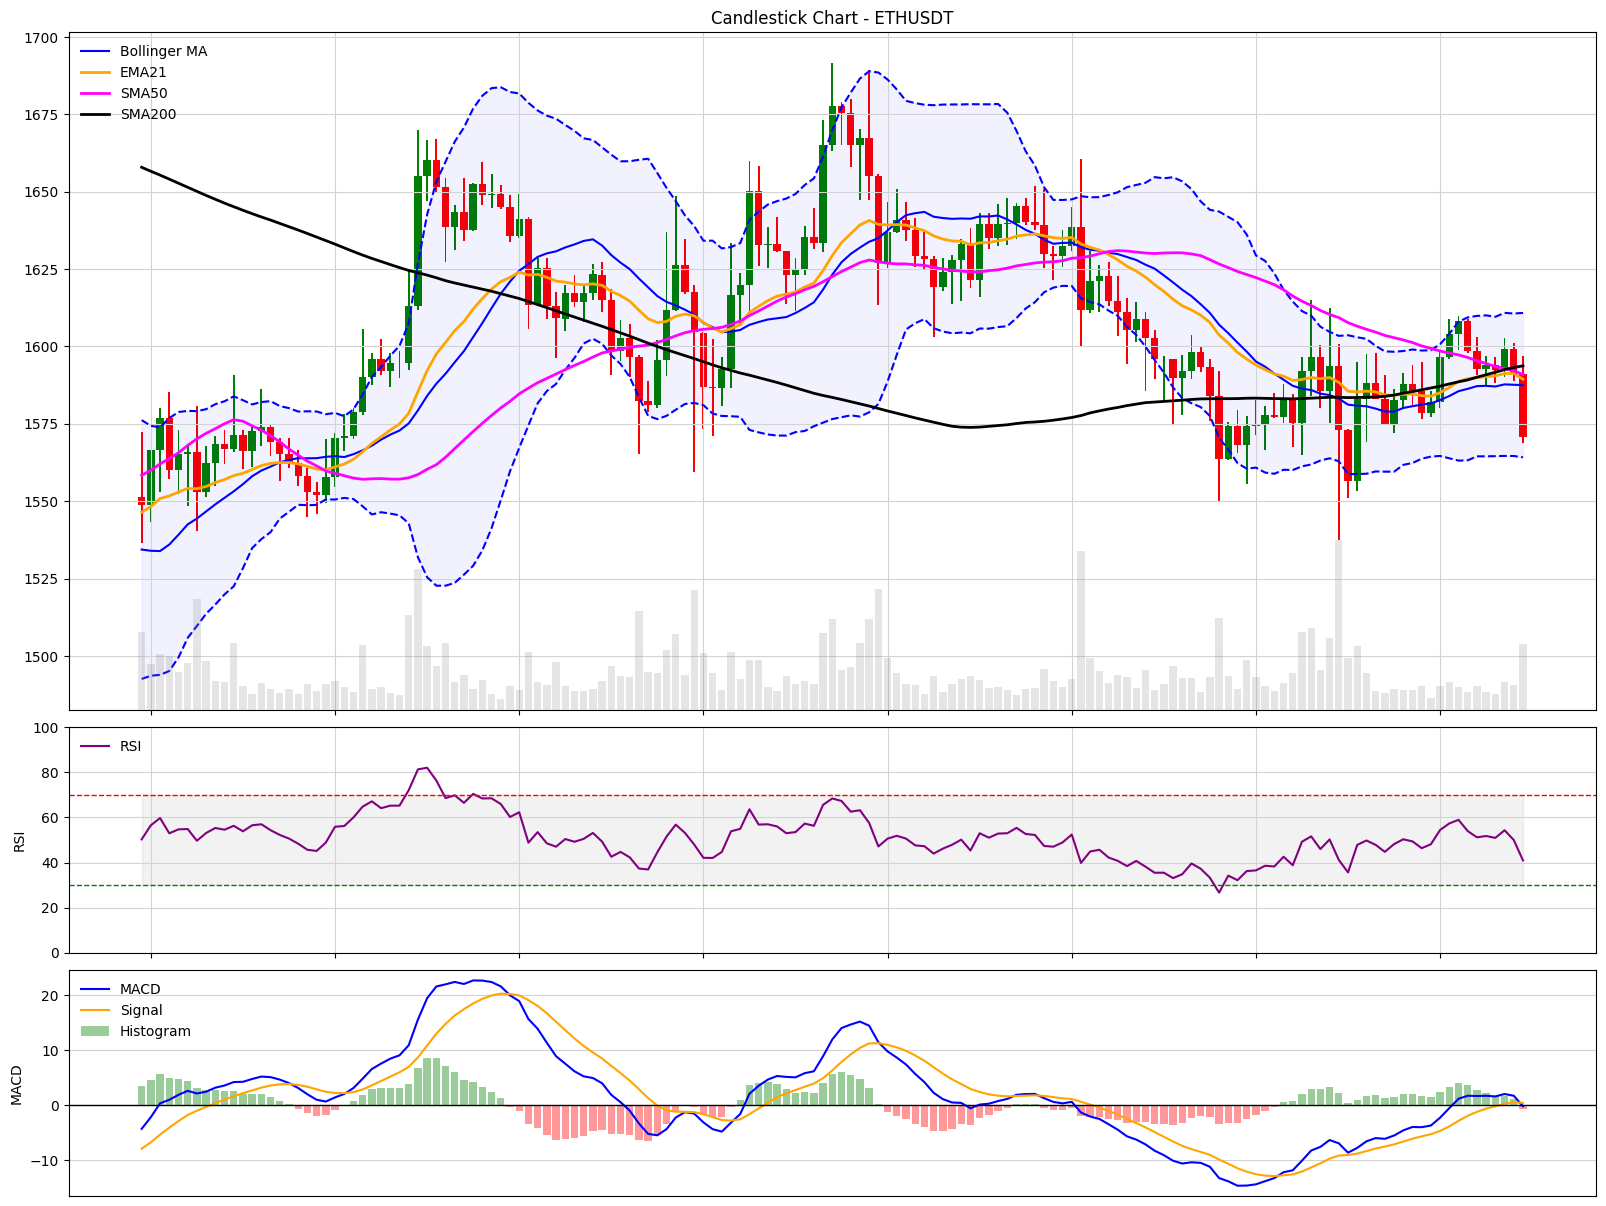 Candlestick Chart - ETHUSDT
Bollinger MA
EMA21
SMA50
SMA200
1700
1675
1650
1625
1600
1575
1550
1525
1500
RSI
100
80
60
40
20
0
RSI
MACD
Signal
Histogram
20
10
0
−10
MACD